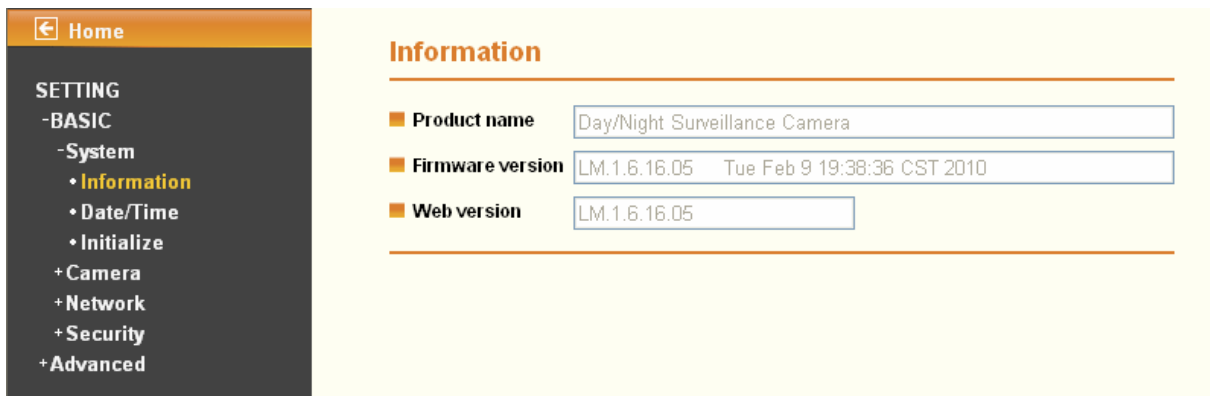 Home
SETTING
-BASIC
-System
Information
Date/Time
Initialize
+Camera
+Network
+Security
+Advanced
Information
Product name Day/Night Surveillance Camera
Firmware version LM.1.6.16.05 Tue Feb 9 19:38:36 CST 2010
Web version LM.1.6.16.05